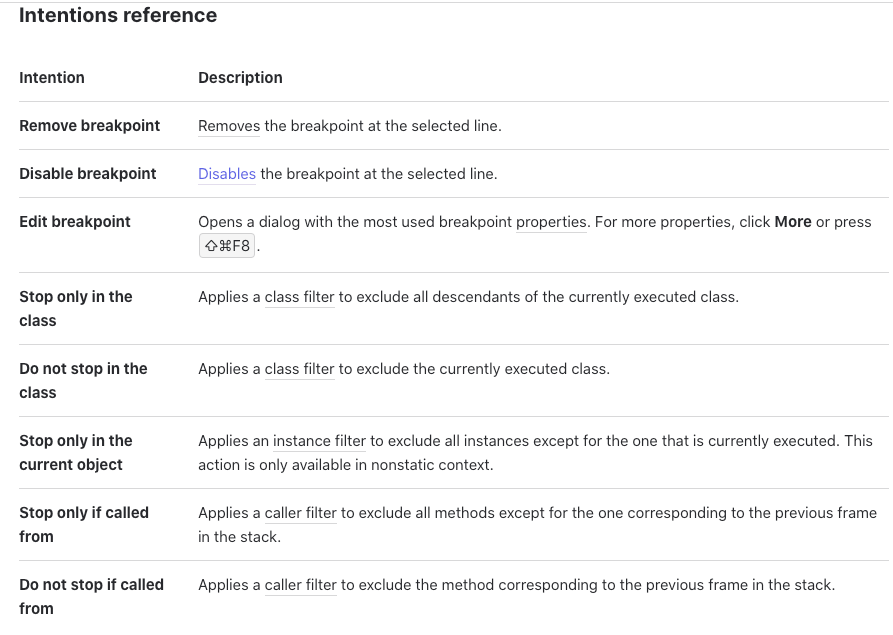 Intentions reference
Intention Description
Remove breakpoint Removes the breakpoint at the selected line.
Disable breakpoint Disables the breakpoint at the selected line.
Edit breakpoint Opens a dialog with the most used breakpoint properties. For more properties, click More or press
⇧⌘F8 .
Stop only in the Applies a class filter to exclude all descendants of the currently executed class.
class
Do not stop in the Applies a class filter to exclude the currently executed class.
class
Stop only in the Applies an instance filter to exclude all instances except for the one that is currently executed. This
current object action is only available in nonstatic context.
Stop only if called Applies a caller filter to exclude all methods except for the one corresponding to the previous frame
from in the stack.
Do not stop if called Applies a caller filter to exclude the method corresponding to the previous frame in the stack.
from